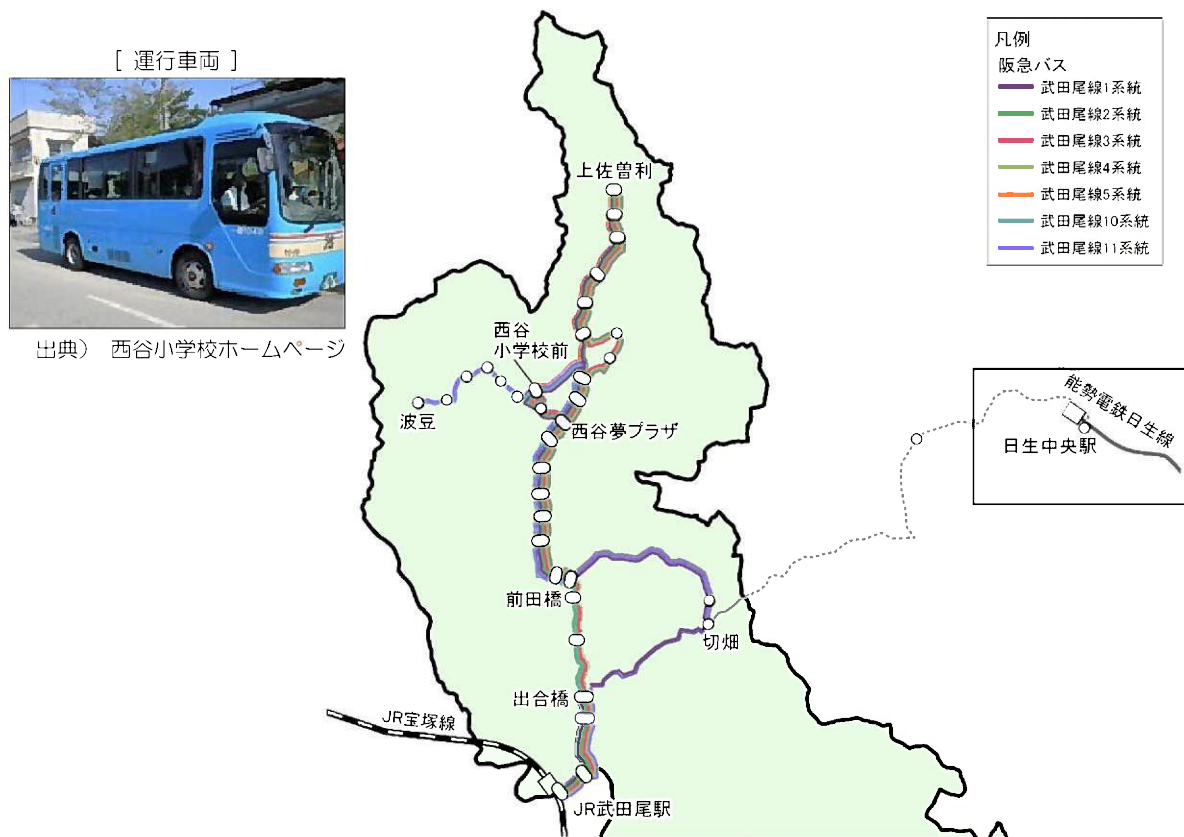 [ 運行車両 ]
出典） 西谷小学校ホームページ
凡例
阪急バス
武田尾線1系統
武田尾線2系統
武田尾線3系統
武田尾線4系統
武田尾線5系統
武田尾線10系統
武田尾線11系統
上佐曽利
西谷
小学校前
波豆
西谷夢プラザ
能勢電鉄日生線
日生中央駅
前田橋
切畑
出合橋
JR宝塚線
JR武田尾駅